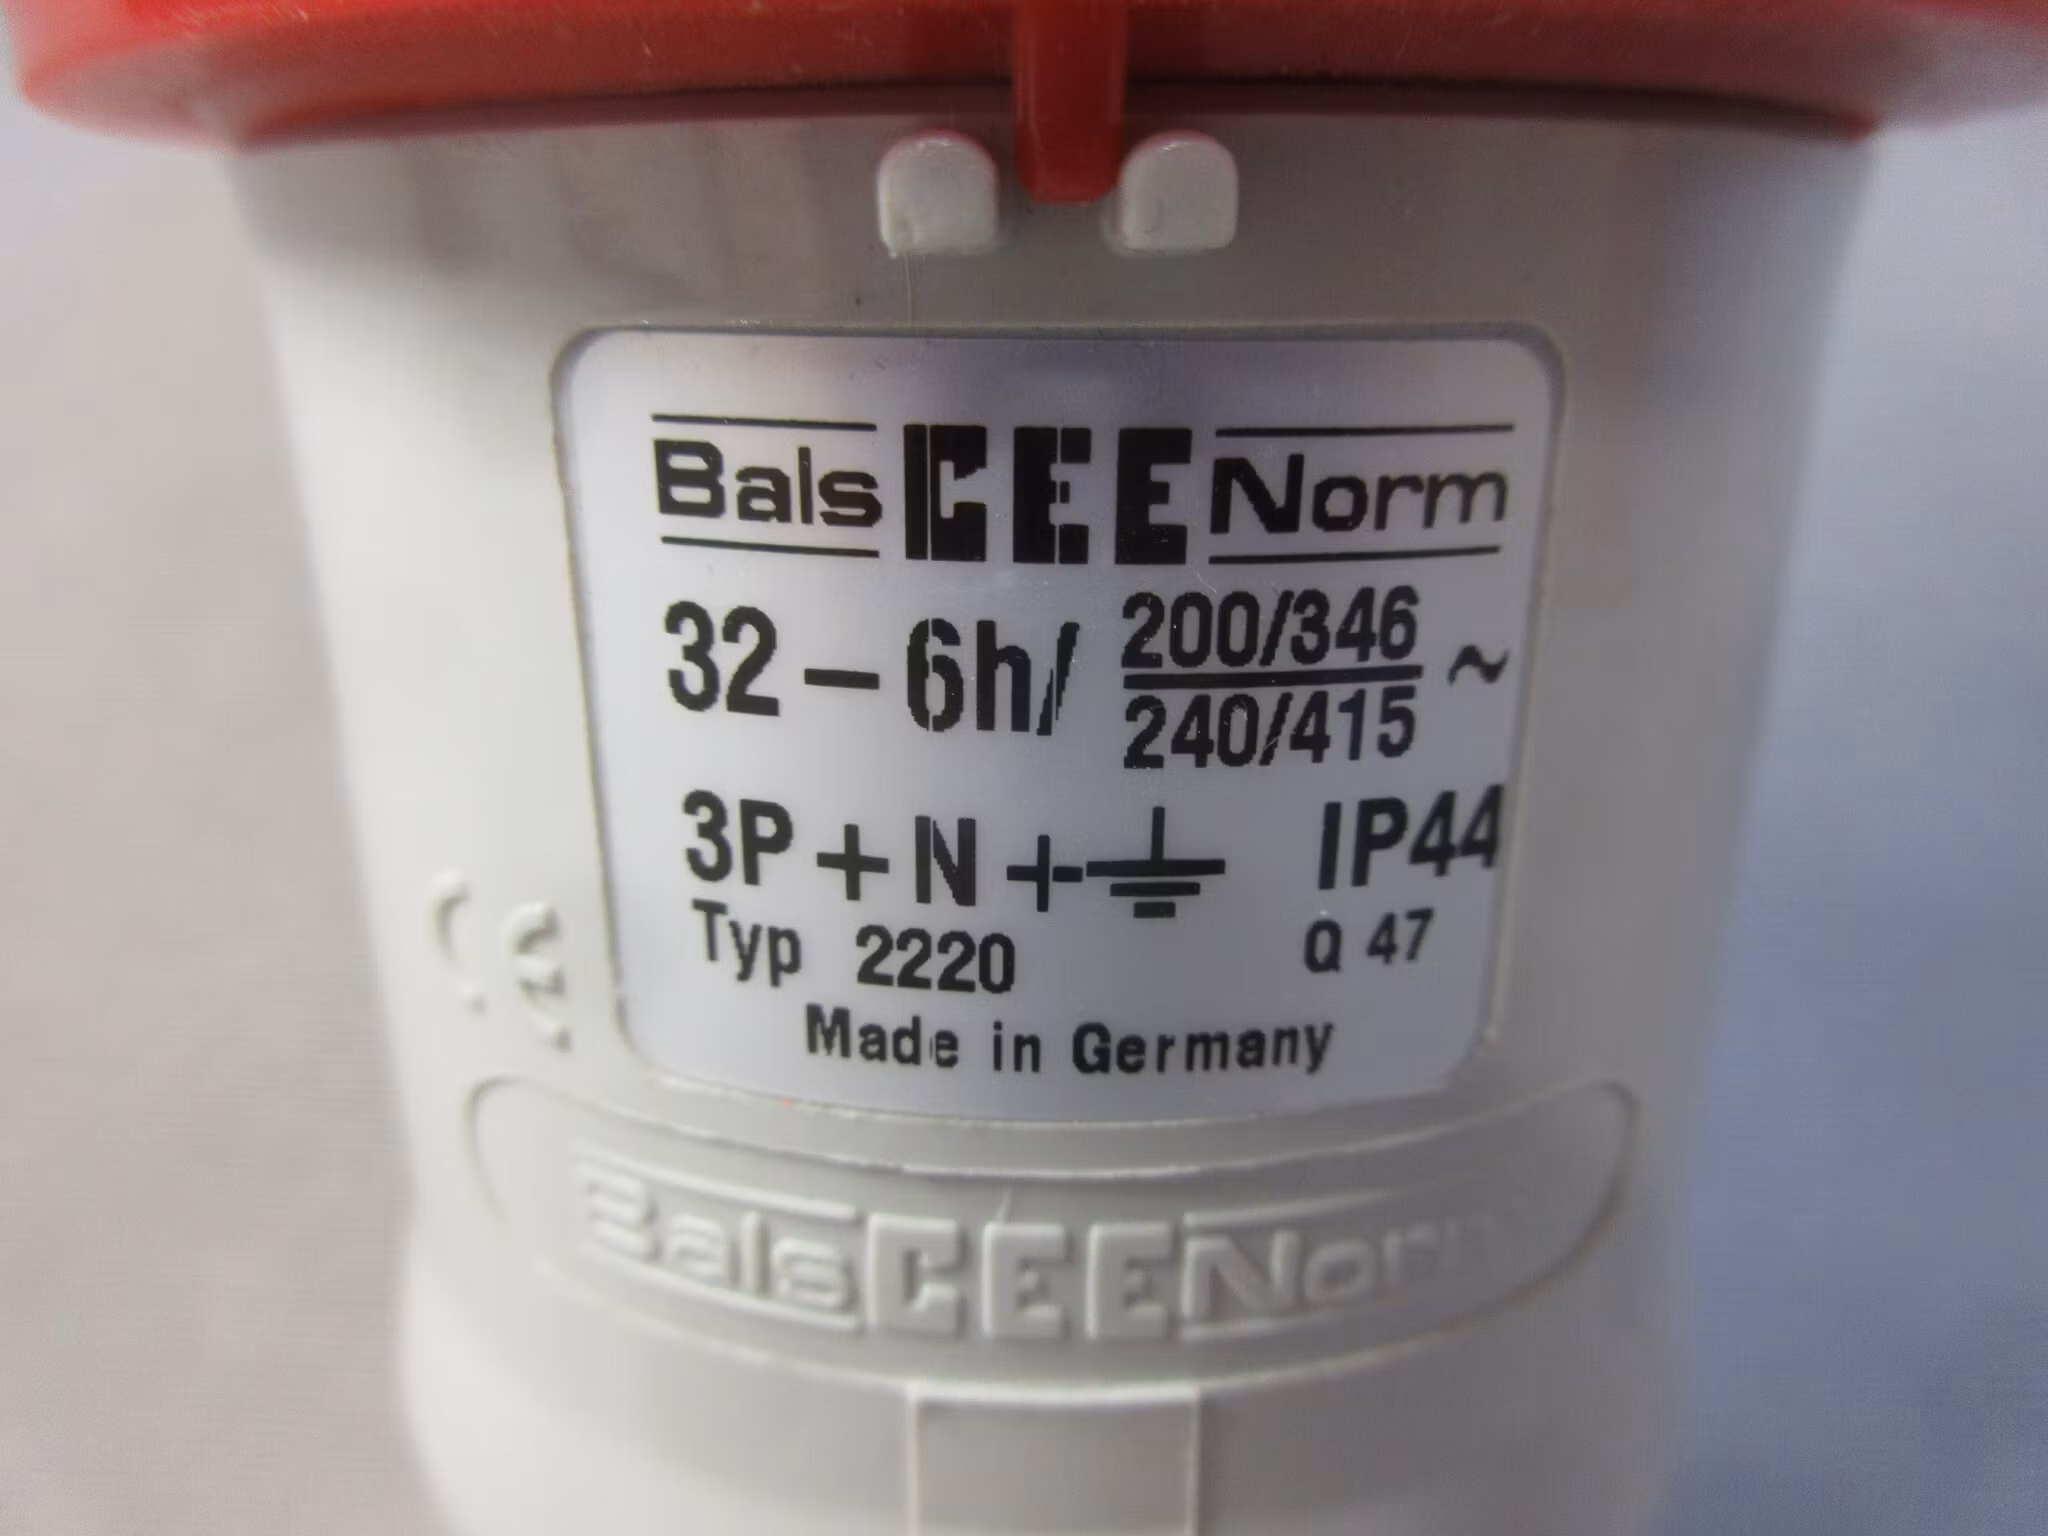 Bals CEE Norm
32 – 6h/ 200/346 ~
240/415
3P + N + ⏚ IP44
Typ 2220 Q 47
Made in Germany
CE
Bals CEE Norm